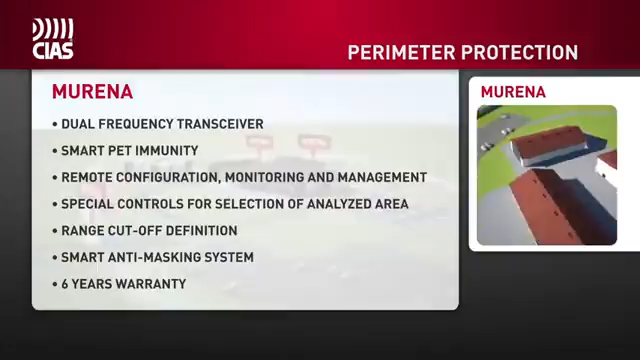 CIAS
PERIMETER PROTECTION
MURENA
• DUAL FREQUENCY TRANSCEIVER
• SMART PET IMMUNITY
• REMOTE CONFIGURATION, MONITORING AND MANAGEMENT
• SPECIAL CONTROLS FOR SELECTION OF ANALYZED AREA
• RANGE CUT-OFF DEFINITION
• SMART ANTI-MASKING SYSTEM
• 6 YEARS WARRANTY
MURENA